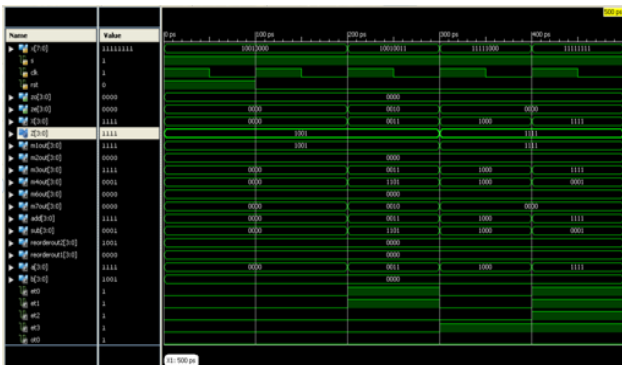 500 ps
Name Value 0 ps 100 ps 200 ps 300 ps 400 ps
r[7:0] 11111111 10010000 10010011 11111000 11111111
s 1
clk 1
rst 0
zo[3:0] 0000 0000
ze[3:0] 0000 0000 0010 0000
X[3:0] 1111 0000 0011 1000 1111
Z[3:0] 1111 1001 1111
m1out[3:0] 1111 1001 1111
m2out[3:0] 0000 0000
m3out[3:0] 1111 0000 0011 1000 1111
m4out[3:0] 0001 0000 1101 1000 0001
m6out[3:0] 0000 0000
m7out[3:0] 0000 0000 0010 0000
add[3:0] 1111 0000 0011 1000 1111
sub[3:0] 0001 0000 1101 1000 0001
reorderout2[3:0] 1001 0000
reorderout1[3:0] 0000 0000
a[3:0] 1111 0000 0011 1000 1111
b[3:0] 1001 0000
et0 1
et1 1
et2 1
et3 1
ot0 1
X1: 500 ps